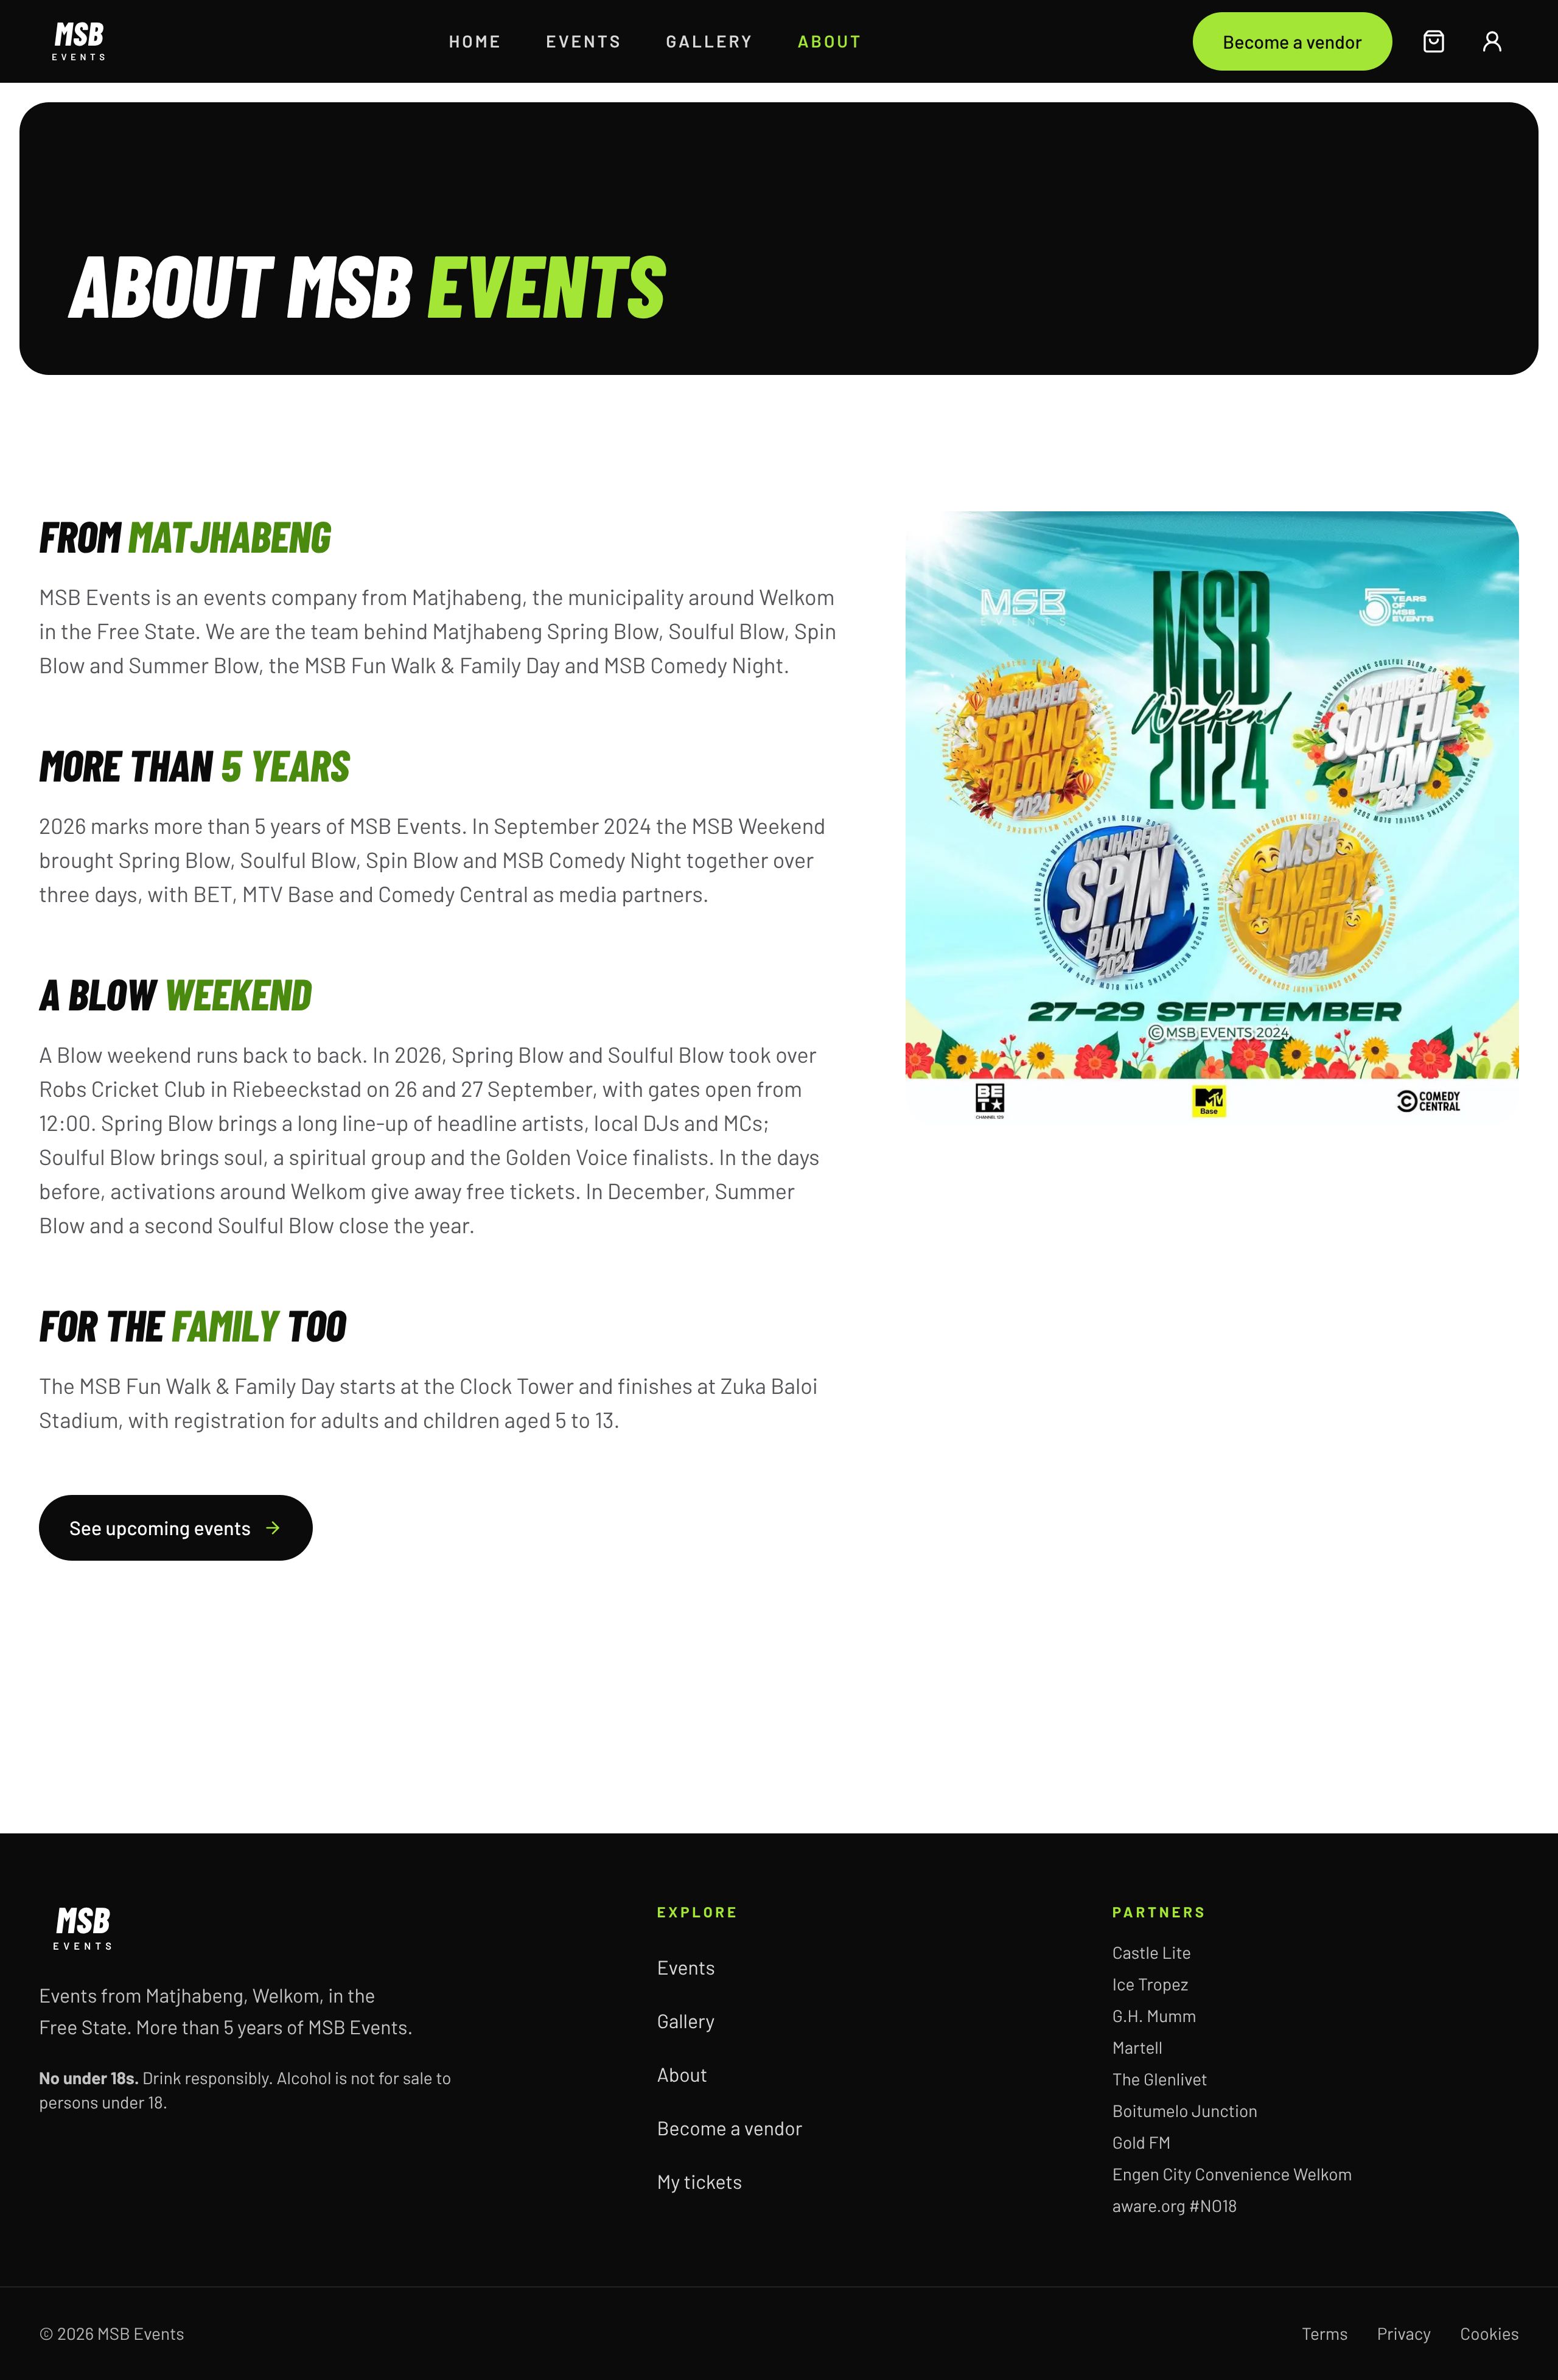 MSB
EVENTS
HOME
EVENTS
GALLERY
ABOUT
Become a vendor
ABOUT MSB EVENTS
FROM MATJHABENG
MSB Events is an events company from Matjhabeng, the municipality around Welkom
in the Free State. We are the team behind Matjhabeng Spring Blow, Soulful Blow, Spin
Blow and Summer Blow, the MSB Fun Walk & Family Day and MSB Comedy Night.
MORE THAN 5 YEARS
2026 marks more than 5 years of MSB Events. In September 2024 the MSB Weekend
brought Spring Blow, Soulful Blow, Spin Blow and MSB Comedy Night together over
three days, with BET, MTV Base and Comedy Central as media partners.
A BLOW WEEKEND
A Blow weekend runs back to back. In 2026, Spring Blow and Soulful Blow took over
Robs Cricket Club in Riebeeckstad on 26 and 27 September, with gates open from
12:00. Spring Blow brings a long line-up of headline artists, local DJs and MCs;
Soulful Blow brings soul, a spiritual group and the Golden Voice finalists. In the days
before, activations around Welkom give away free tickets. In December, Summer
Blow and a second Soulful Blow close the year.
FOR THE FAMILY TOO
The MSB Fun Walk & Family Day starts at the Clock Tower and finishes at Zuka Baloi
Stadium, with registration for adults and children aged 5 to 13.
See upcoming events
MSB
EVENTS
5 YEARS
OF
MSB
EVENTS
MSB
Weekend
2024
MATJHABENG
SPRING
BLOW
2024
MATJHABENG
SOULFUL
BLOW
2024
MATJHABENG
SPIN
BLOW
2024
MSB
COMEDY
NIGHT
2024
27–29 SEPTEMBER
©MSB EVENTS 2024
BET
CHANNEL 129
MTV
Base
COMEDY
CENTRAL
MSB
EVENTS
Events from Matjhabeng, Welkom, in the
Free State. More than 5 years of MSB Events.
No under 18s. Drink responsibly. Alcohol is not for sale to
persons under 18.
EXPLORE
Events
Gallery
About
Become a vendor
My tickets
PARTNERS
Castle Lite
Ice Tropez
G.H. Mumm
Martell
The Glenlivet
Boitumelo Junction
Gold FM
Engen City Convenience Welkom
aware.org #NO18
© 2026 MSB Events
Terms
Privacy
Cookies